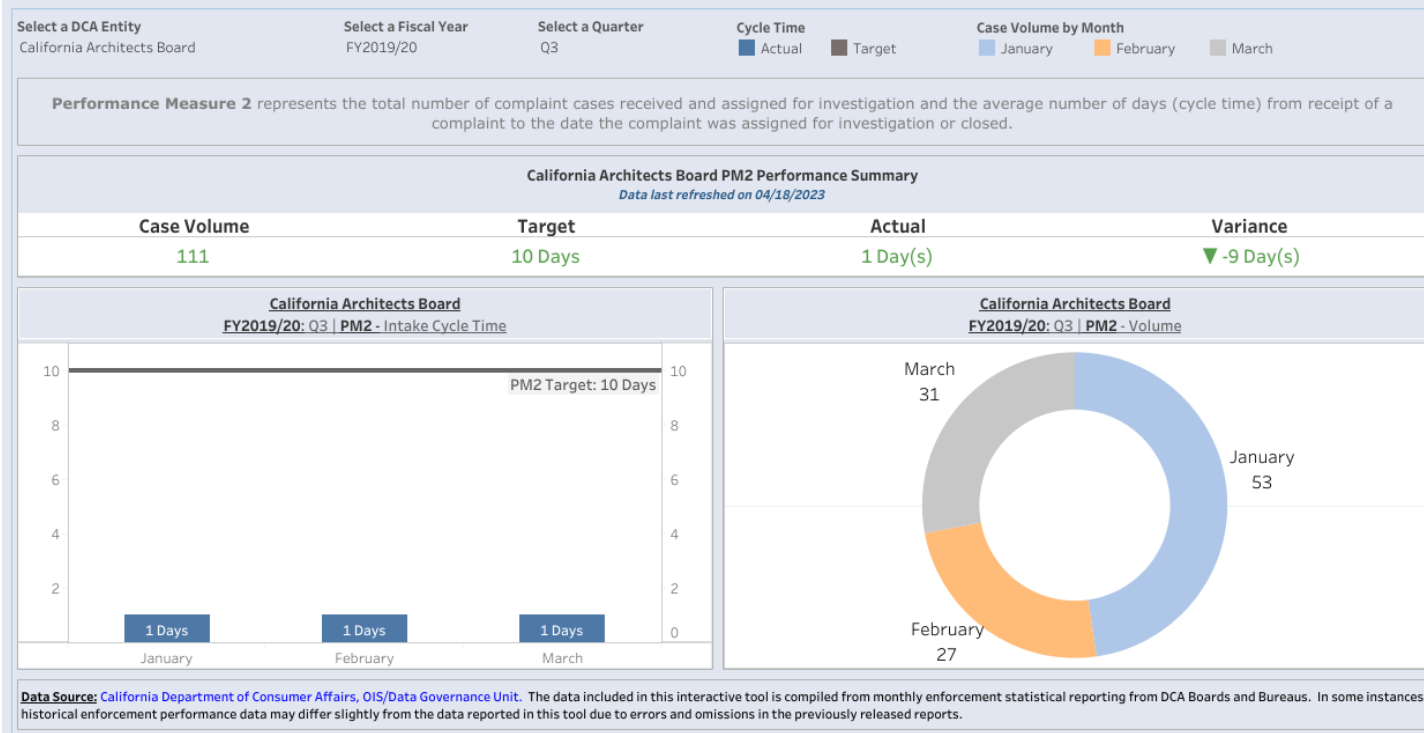 Select a DCA Entity
California Architects Board
Select a Fiscal Year
FY2019/20
Select a Quarter
Q3
Cycle Time
Actual
Target
Case Volume by Month
January
February
March
Performance Measure 2 represents the total number of complaint cases received and assigned for investigation and the average number of days (cycle time) from receipt of a
complaint to the date the complaint was assigned for investigation or closed.
California Architects Board PM2 Performance Summary
Data last refreshed on 04/18/2023
Case Volume
Target
Actual
Variance
111
10 Days
1 Day(s)
▼ -9 Day(s)
California Architects Board
FY2019/20: Q3 | PM2 - Intake Cycle Time
10
8
6
4
2
PM2 Target: 10 Days
10
8
6
4
2
0
1 Days
1 Days
1 Days
January
February
March
California Architects Board
FY2019/20: Q3 | PM2 - Volume
March
31
January
53
February
27
Data Source: California Department of Consumer Affairs, OIS/Data Governance Unit. The data included in this interactive tool is compiled from monthly enforcement statistical reporting from DCA Boards and Bureaus. In some instances
historical enforcement performance data may differ slightly from the data reported in this tool due to errors and omissions in the previously released reports.